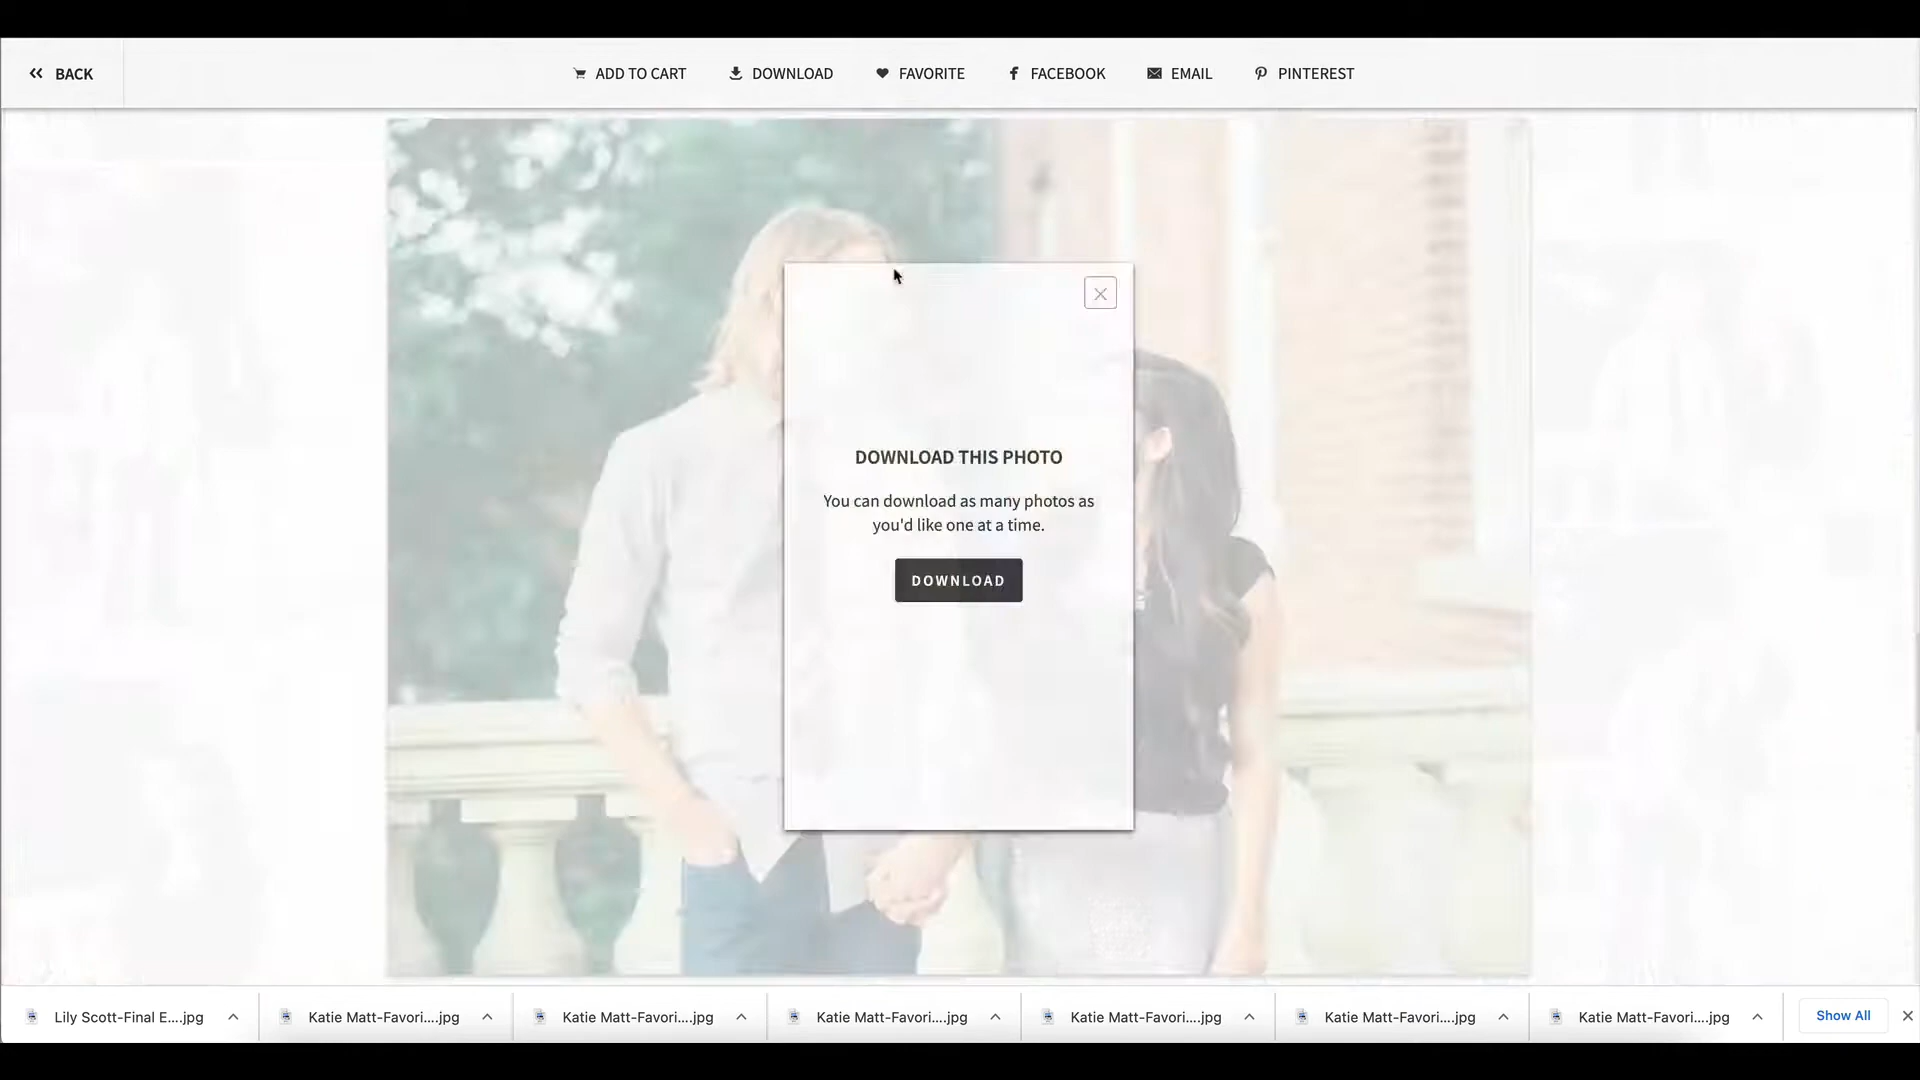 BACK
ADD TO CART
DOWNLOAD
FAVORITE
FACEBOOK
EMAIL
PINTEREST
DOWNLOAD THIS PHOTO
You can download as many photos as
you'd like one at a time.
DOWNLOAD
Lily Scott-Final E....jpg
Katie Matt-Favori....jpg
Katie Matt-Favori....jpg
Katie Matt-Favori....jpg
Katie Matt-Favori....jpg
Katie Matt-Favori....jpg
Katie Matt-Favori....jpg
Show All